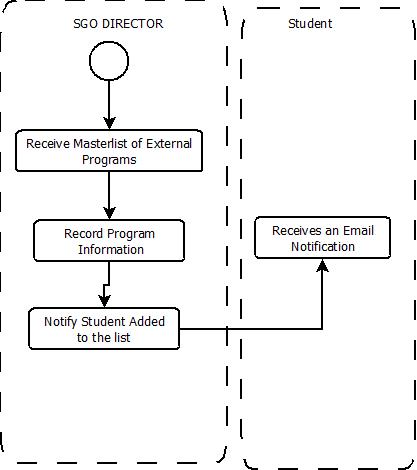 SGO DIRECTOR
Student
Receive Masterlist of External
Programs
Record Program
Information
Receives an Email
Notification
Notify Student Added
to the list